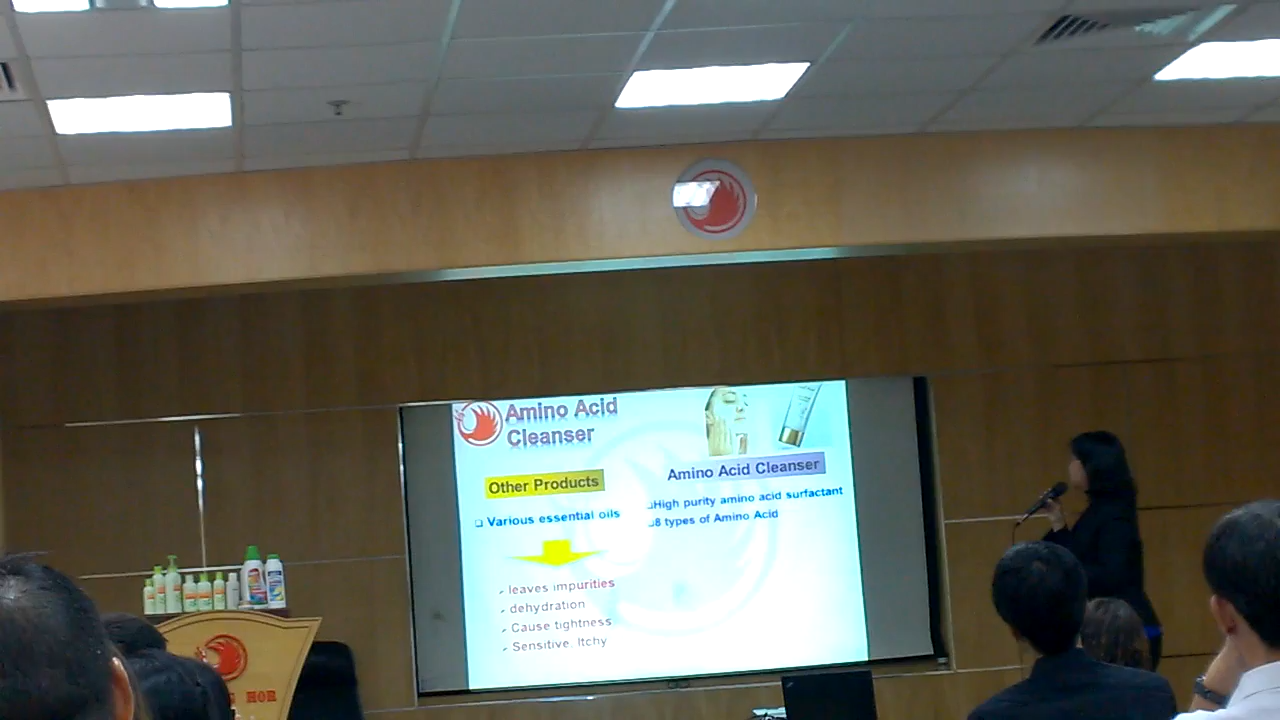 Amino Acid
Cleanser
Other Products
Various essential oils
leaves impurities
dehydration
Cause tightness
Sensitive, Itchy
Amino Acid Cleanser
High purity amino acid surfactant
8 types of Amino Acid
HOR